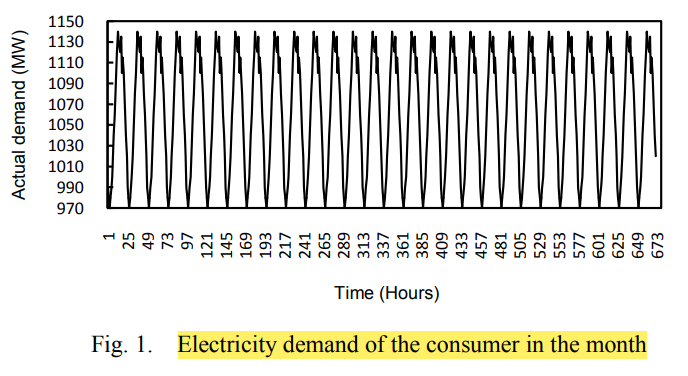 1150
1130
1110
1090
1070
1050
1030
1010
990
970
Actual demand (MW)
1 25 49 73 97 121 145 169 193 217 241 265 289 313 337 361 385 409 433 457 481 505 529 553 577 601 625 649 673
Time (Hours)
Fig. 1. Electricity demand of the consumer in the month